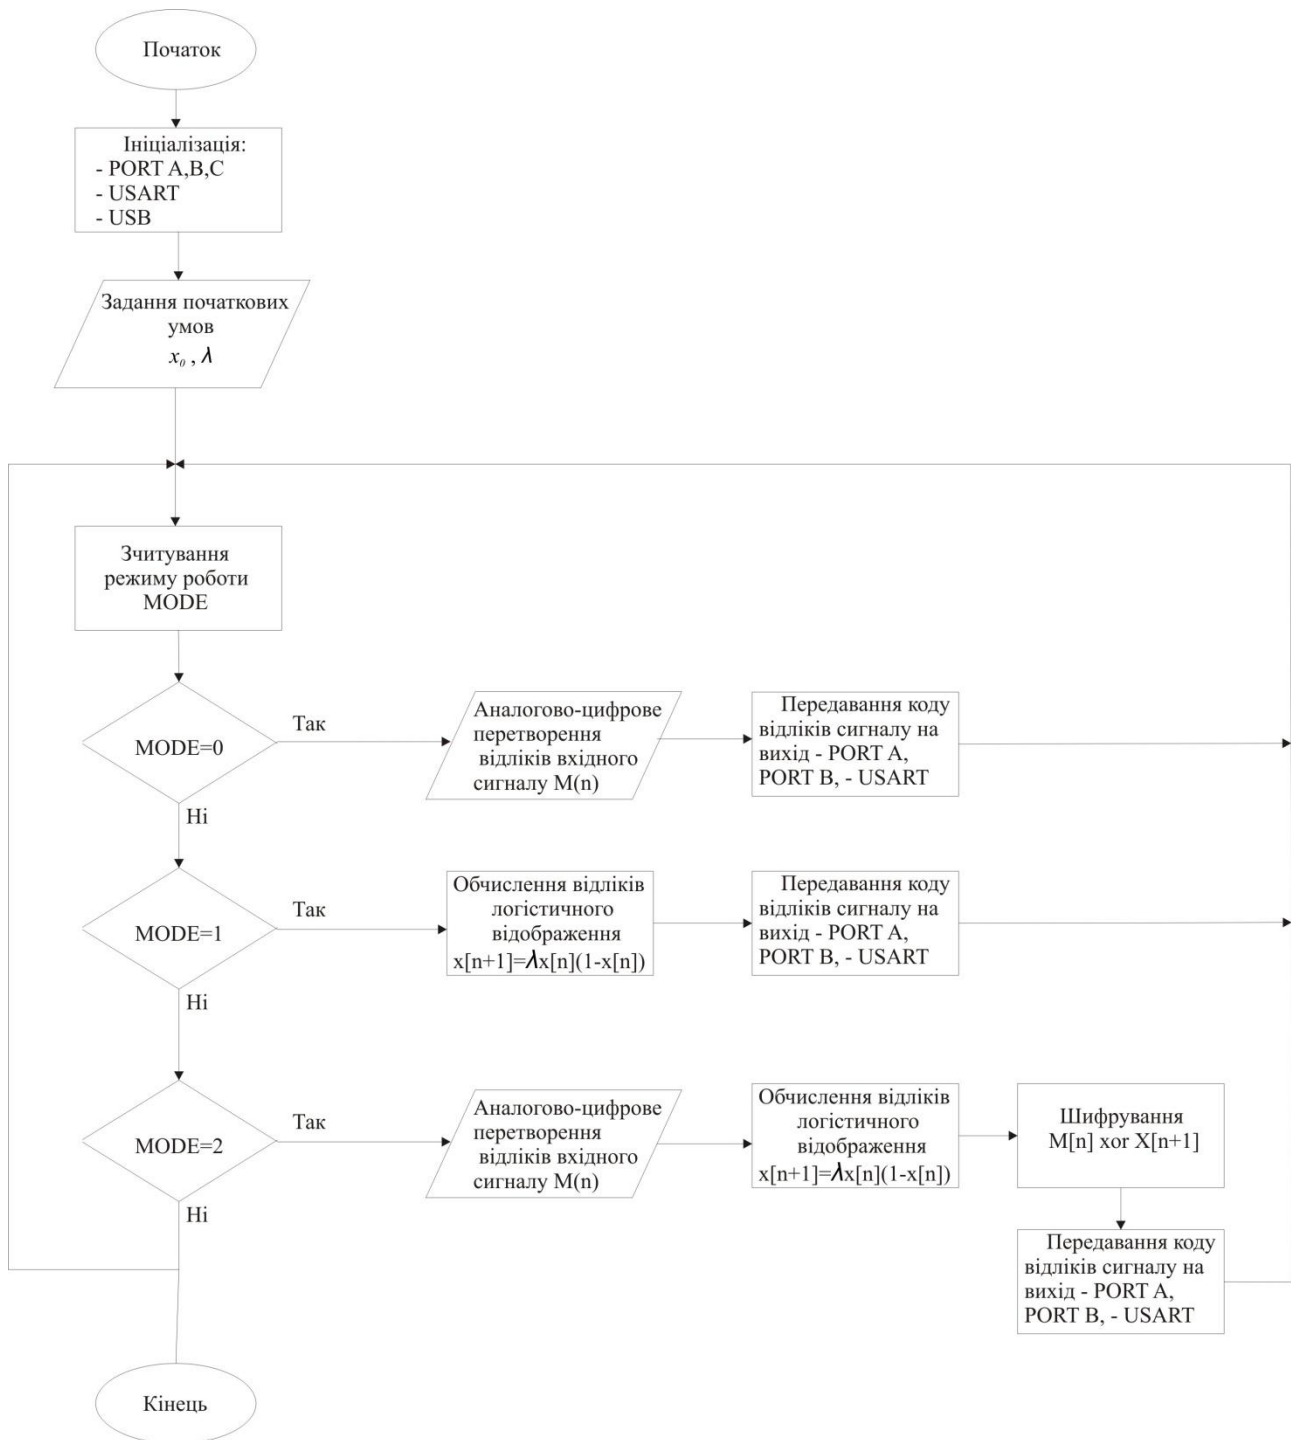 Початок
Ініціалізація:
- PORT A,B,C
- USART
- USB
Задання початкових
умов
x₀ , λ
Зчитування
режиму роботи
MODE
MODE=0
Так
Ні
Аналогово-цифрове
перетворення
відліків вхідного
сигналу M(n)
Передавання коду
відліків сигналу на
вихід - PORT A,
PORT B, - USART
MODE=1
Так
Ні
Обчислення відліків
логістичного
відображення
x[n+1]=λx[n](1-x[n])
Передавання коду
відліків сигналу на
вихід - PORT A,
PORT B, - USART
MODE=2
Так
Ні
Аналогово-цифрове
перетворення
відліків вхідного
сигналу M(n)
Обчислення відліків
логістичного
відображення
x[n+1]=λx[n](1-x[n])
Шифрування
M[n] xor X[n+1]
Передавання коду
відліків сигналу на
вихід - PORT A,
PORT B, - USART
Кінець